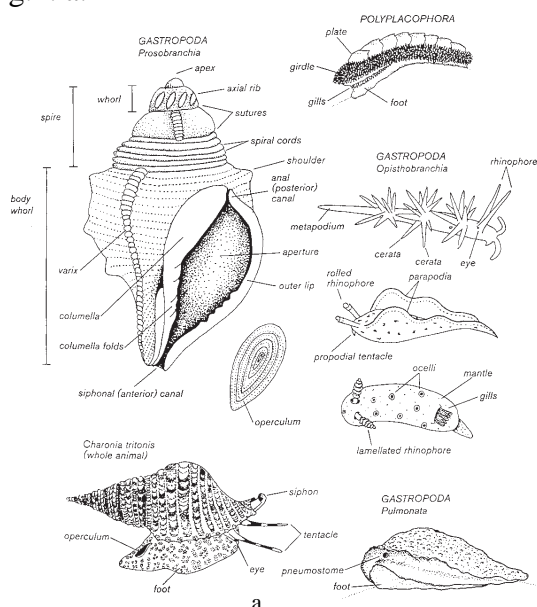 GASTROPODA
Prosobranchia
apex
whorl
axial rib
sutures
spire
spiral cords
shoulder
anal
(posterior)
canal
body
whorl
aperture
varix
outer lip
columella
columella folds
siphonal (anterior) canal
operculum
POLYPLACOPHORA
plate
girdle
gills
foot
GASTROPODA
Opisthobranchia
rhinophore
metapodium
cerata
cerata
eye
rolled
rhinophore
parapodia
propodial tentacle
ocelli
mantle
gills
lamellated rhinophore
Charonia tritonis
(whole animal)
siphon
operculum
tentacle
eye
foot
GASTROPODA
Pulmonata
pneumostome
foot
a